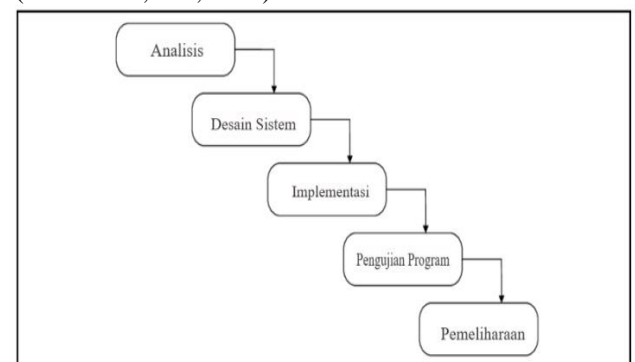 Analisis
Desain Sistem
Implementasi
Pengujian Program
Pemeliharaan